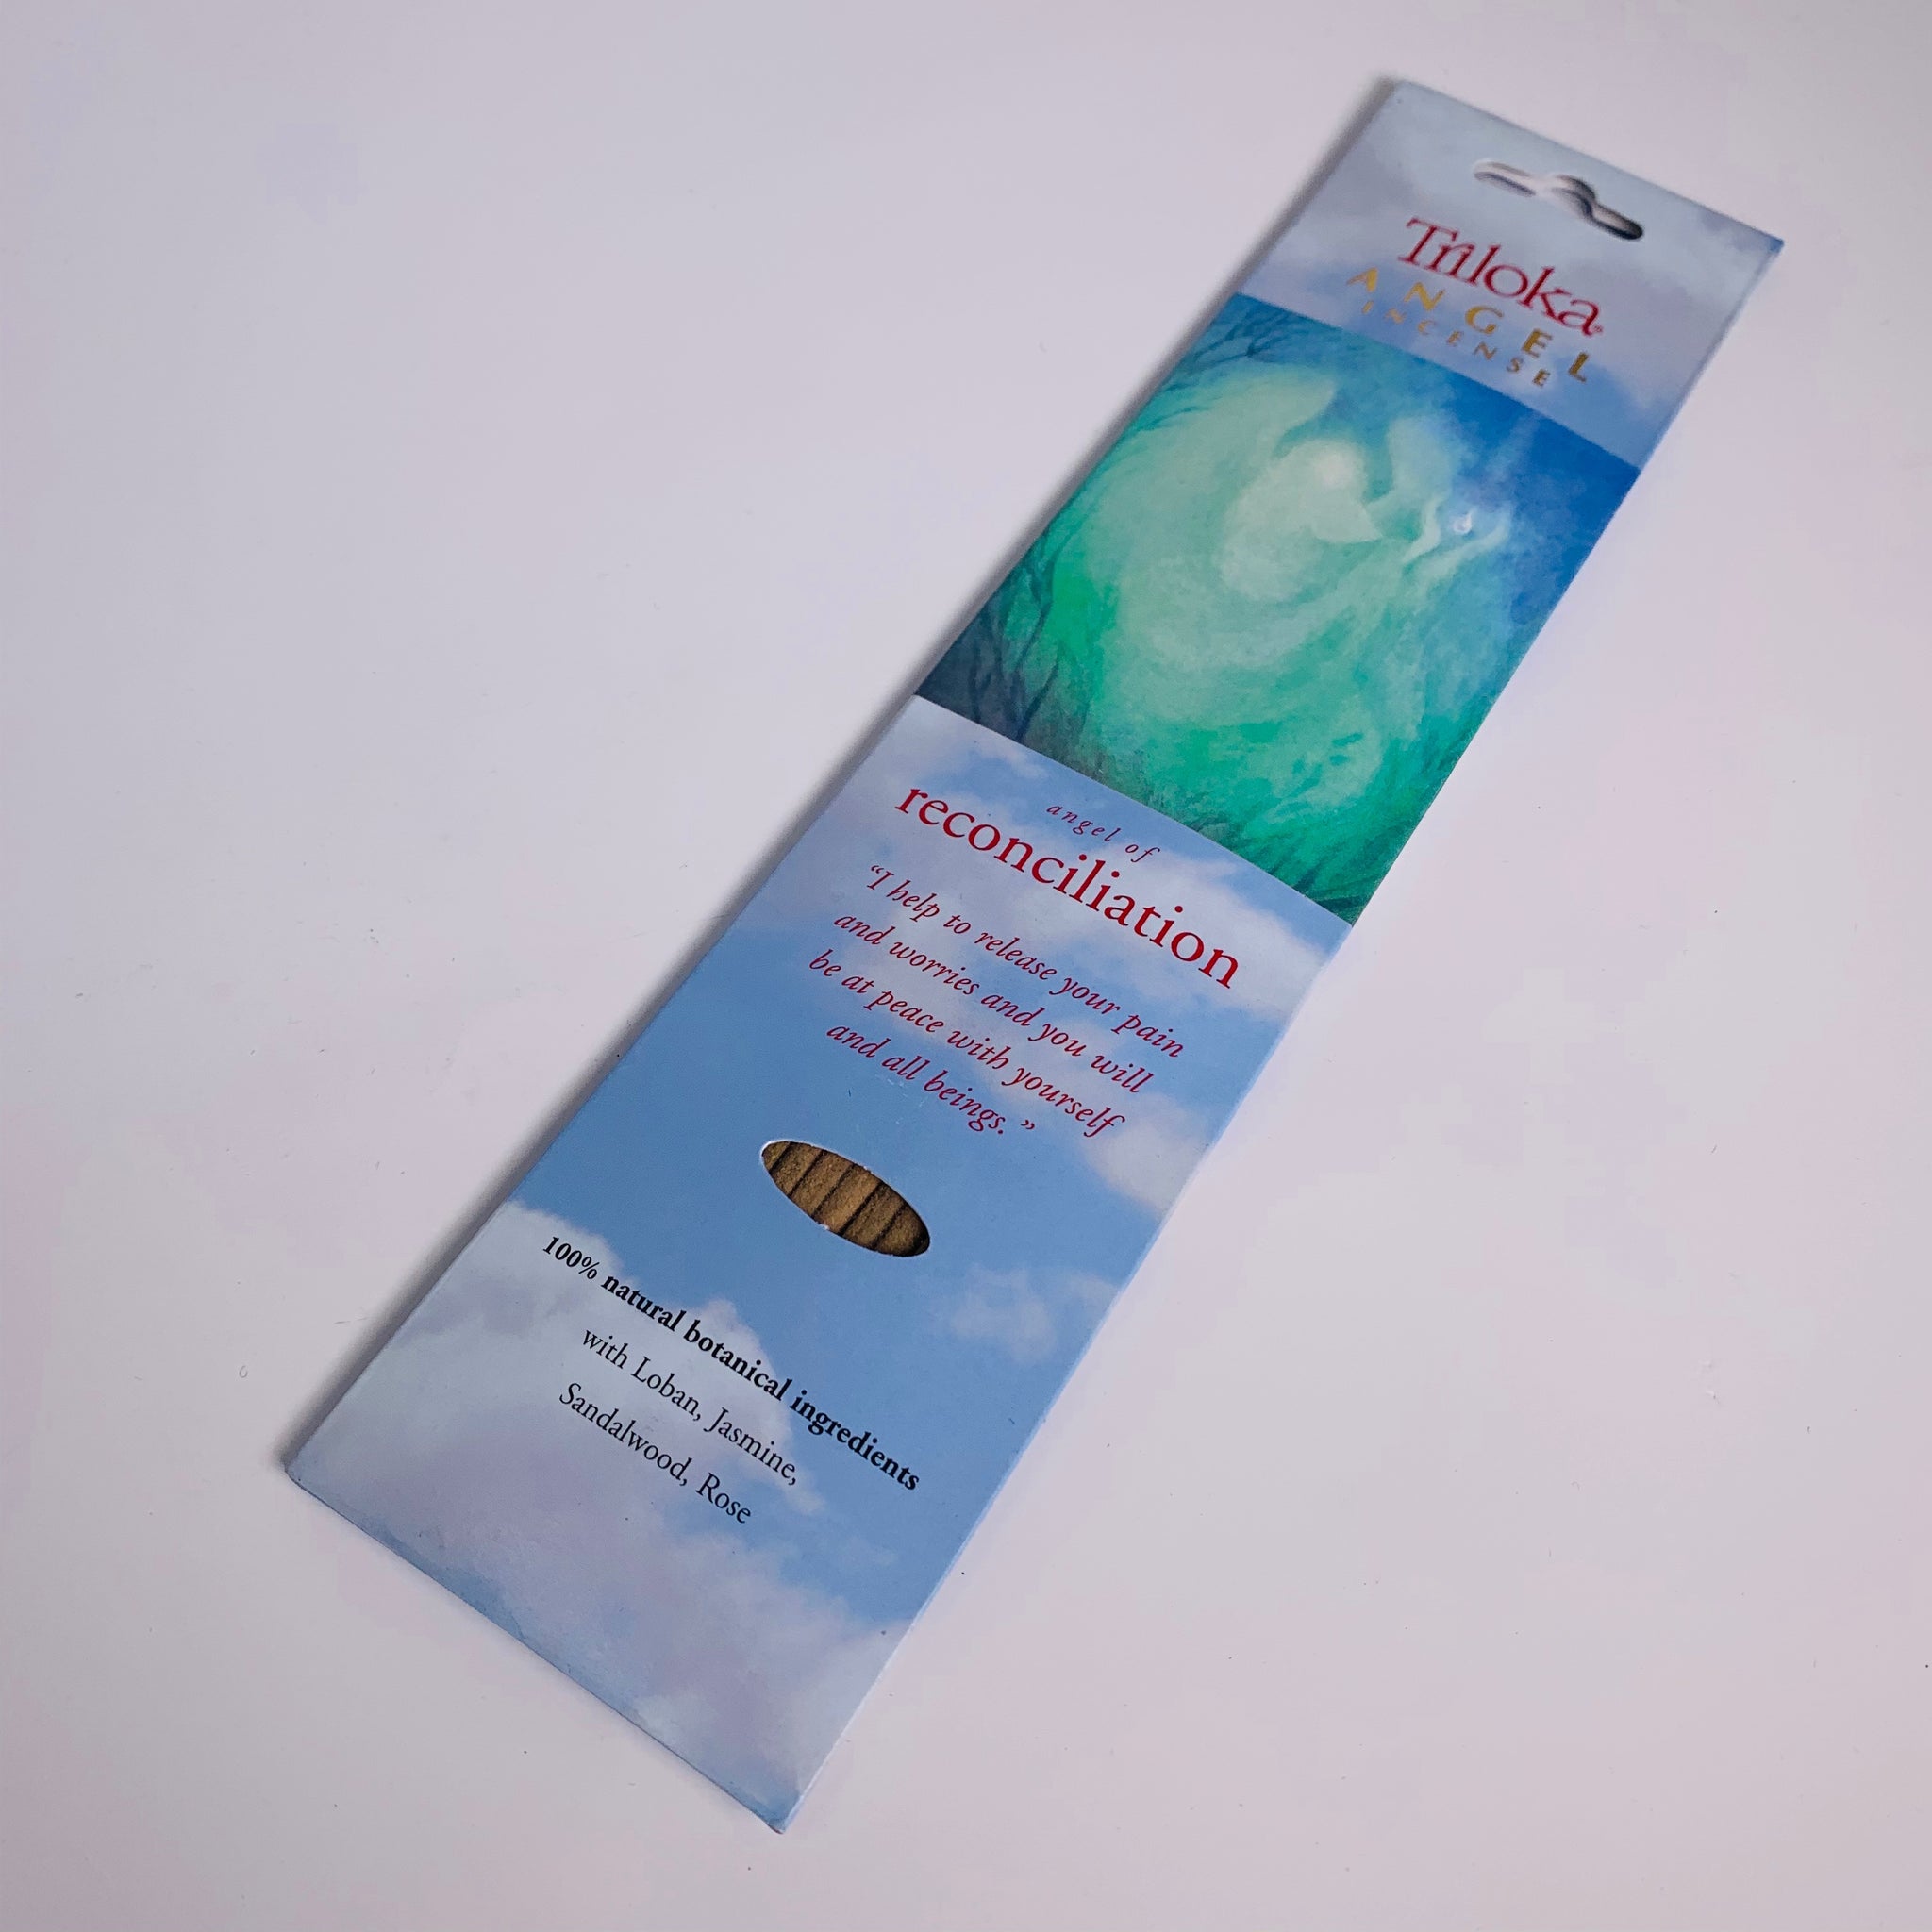 Triloka®
ANGEL
INCENSE
angel of
reconciliation
“I help to release your pain
and worries and you will
be at peace with yourself
and all beings.”
100% natural botanical ingredients
with Loban, Jasmine,
Sandalwood, Rose